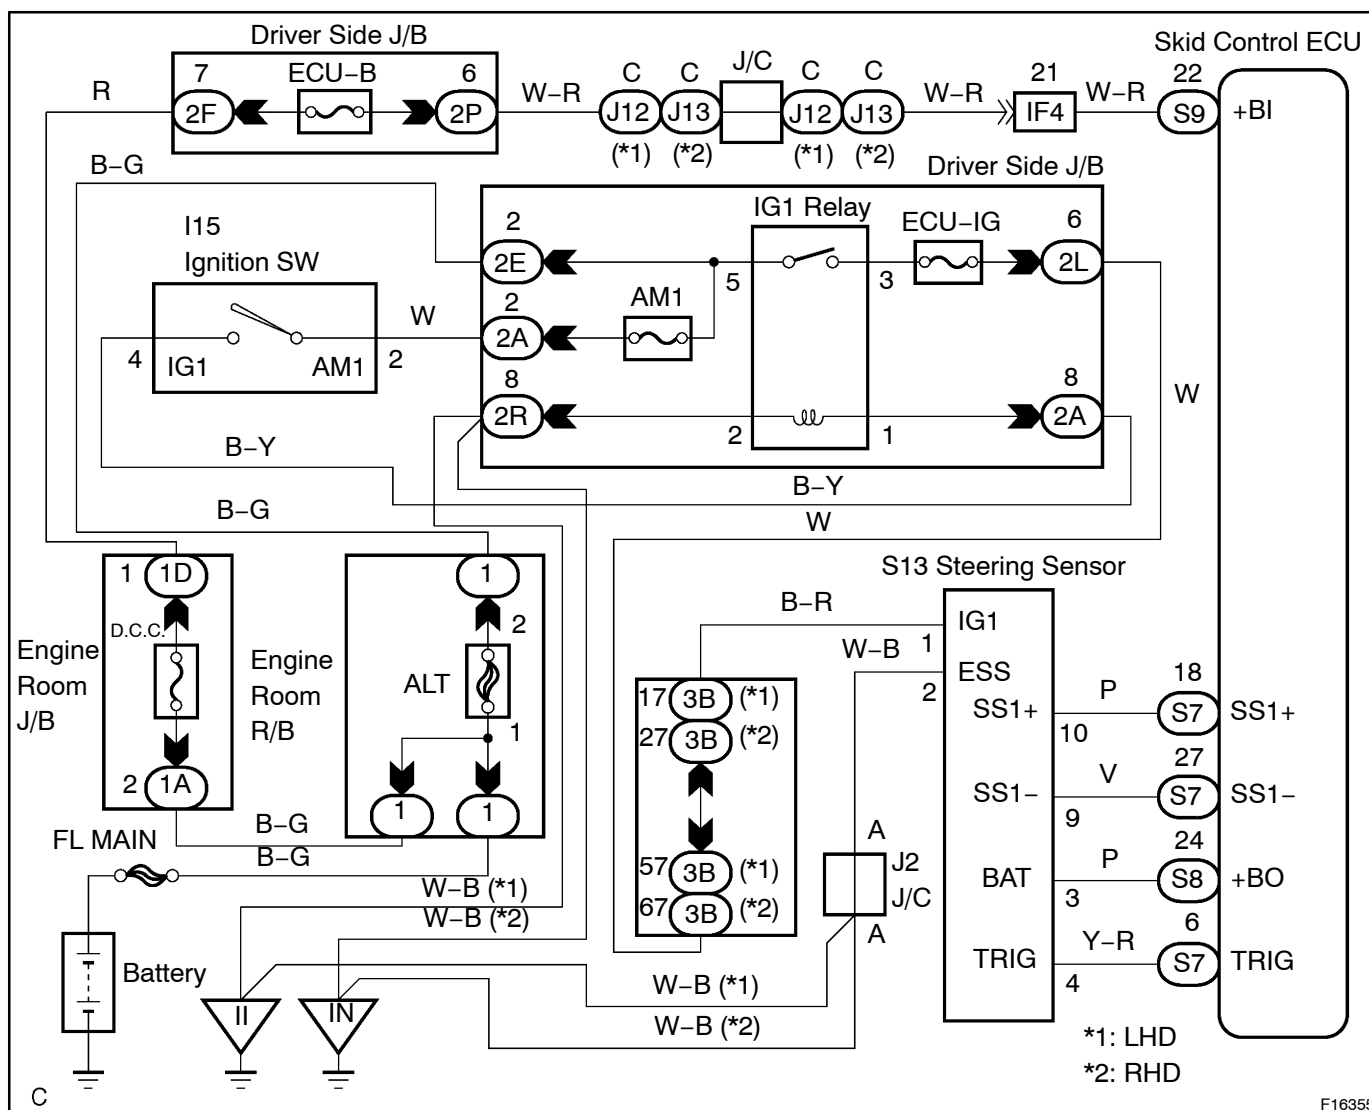 Driver Side J/B
Skid Control ECU
7
ECU−B
6
C
C
J/C
C
C
21
22
R
2F
2P
W−R
J12
J13
J12
J13
W−R
IF4
W−R
S9
+BI
(*1)
(*2)
(*1)
(*2)
B−G
Driver Side J/B
I15
Ignition SW
2
IG1 Relay
ECU−IG
6
2E
5
3
2L
2
AM1
W
2A
4
IG1
AM1
2
8
8
W
2R
2
1
2A
B−Y
B−Y
B−G
W
S13 Steering Sensor
1
1D
1
B−R
IG1
1
D.C.C.
2
W−B
ESS
2
Engine
Room
J/B
Engine
Room
R/B
ALT
17
3B
(*1)
27
3B
(*2)
SS1+
10
P
18
S7
SS1+
1
2
1A
1
1
SS1−
9
V
27
S7
SS1−
B−G
FL MAIN
B−G
A
J2
J/C
A
57
3B
(*1)
67
3B
(*2)
BAT
3
P
24
S8
+BO
W−B (*1)
W−B (*2)
Battery
TRIG
4
Y−R
6
S7
TRIG
W−B (*1)
W−B (*2)
II
IN
*1: LHD
*2: RHD
C
F16355